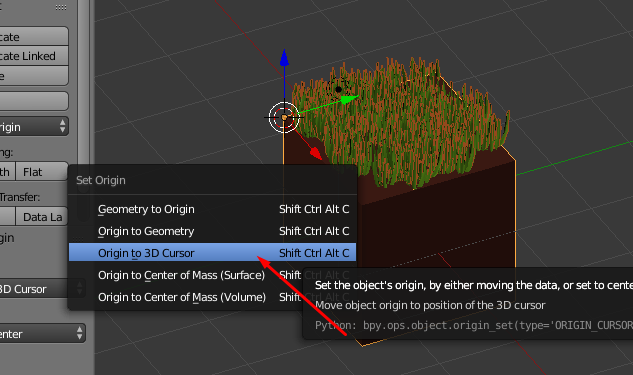 cate
cate Linked
e
rigin
ng:
th Flat
Transfer:
Data La
gin
3D Cursor
enter
Set Origin
Geometry to Origin Shift Ctrl Alt C
Origin to Geometry Shift Ctrl Alt C
Origin to 3D Cursor Shift Ctrl Alt C
Origin to Center of Mass (Surface) Shift Ct
Origin to Center of Mass (Volume) Shift Ct
Set the object's origin, by either moving the data, or set to cente
Move object origin to position of the 3D cursor
Python: bpy.ops.object.origin_set(type='ORIGIN_CURSOR